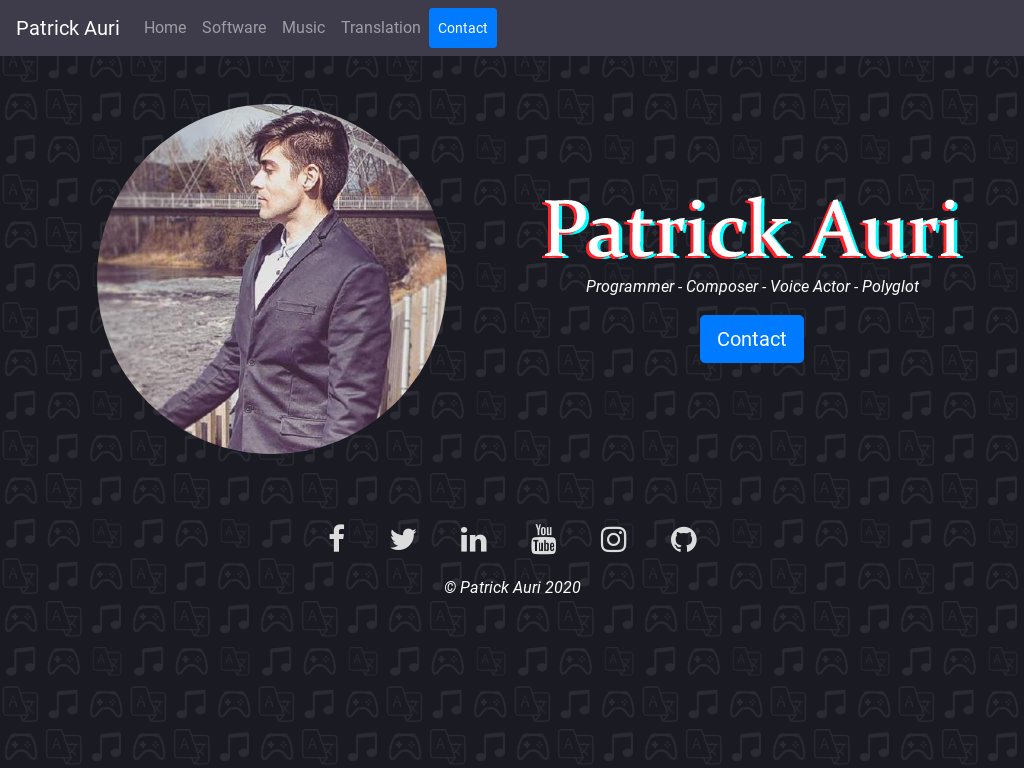 Patrick Auri Home Software Music Translation Contact
Patrick Auri
Programmer - Composer - Voice Actor - Polyglot
Contact
You
Tube
© Patrick Auri 2020